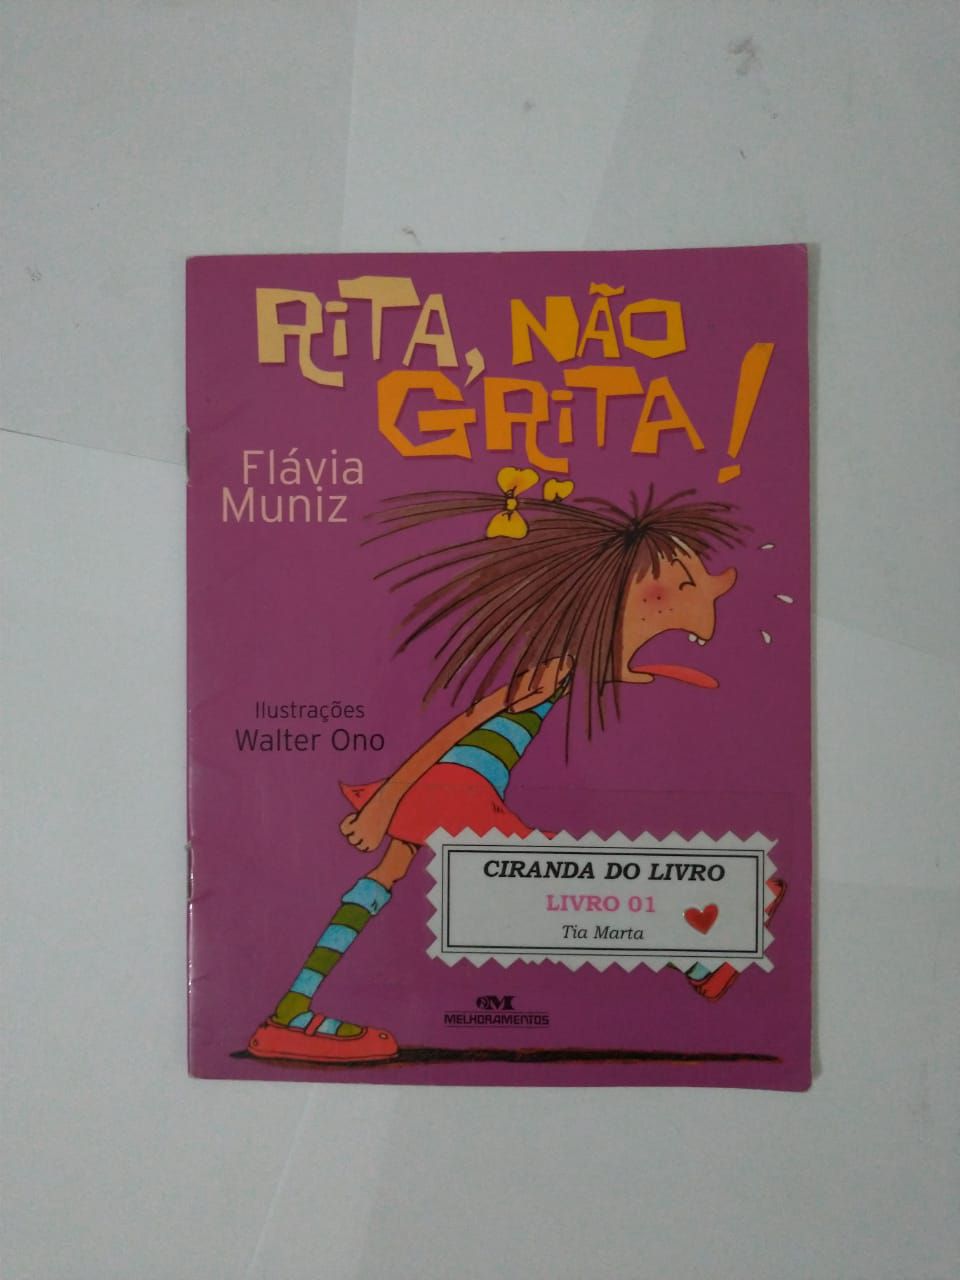 RITA, NÃO
GRITA!
Flávia
Muniz
Ilustrações
Walter Ono
CIRANDA DO LIVRO
LIVRO 01
Tia Marta
MELHORAMENTOS